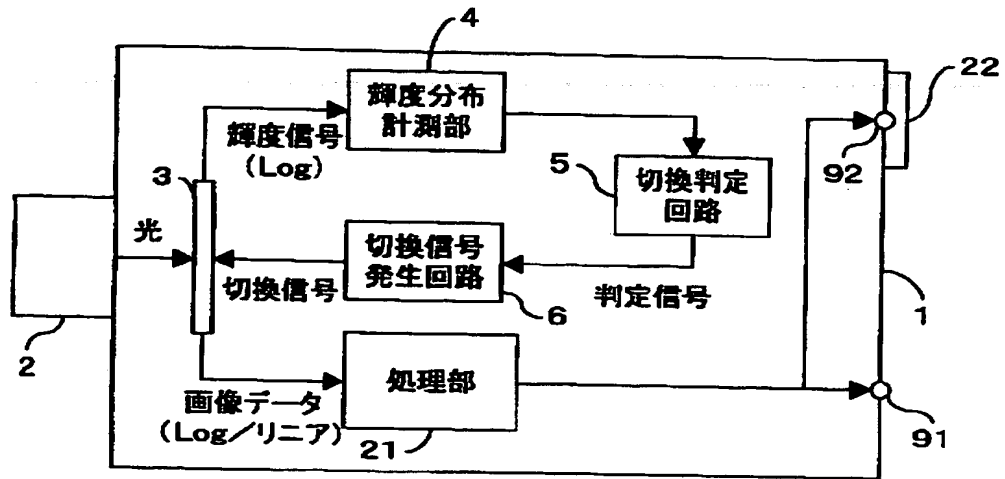 4
22
輝度分布
計測部
輝度信号
(Log)
92
3
5
切換判定
回路
光
切換信号
発生回路
切換信号
6
判定信号
1
2
処理部
画像データ
(Log／リニア)
21
91